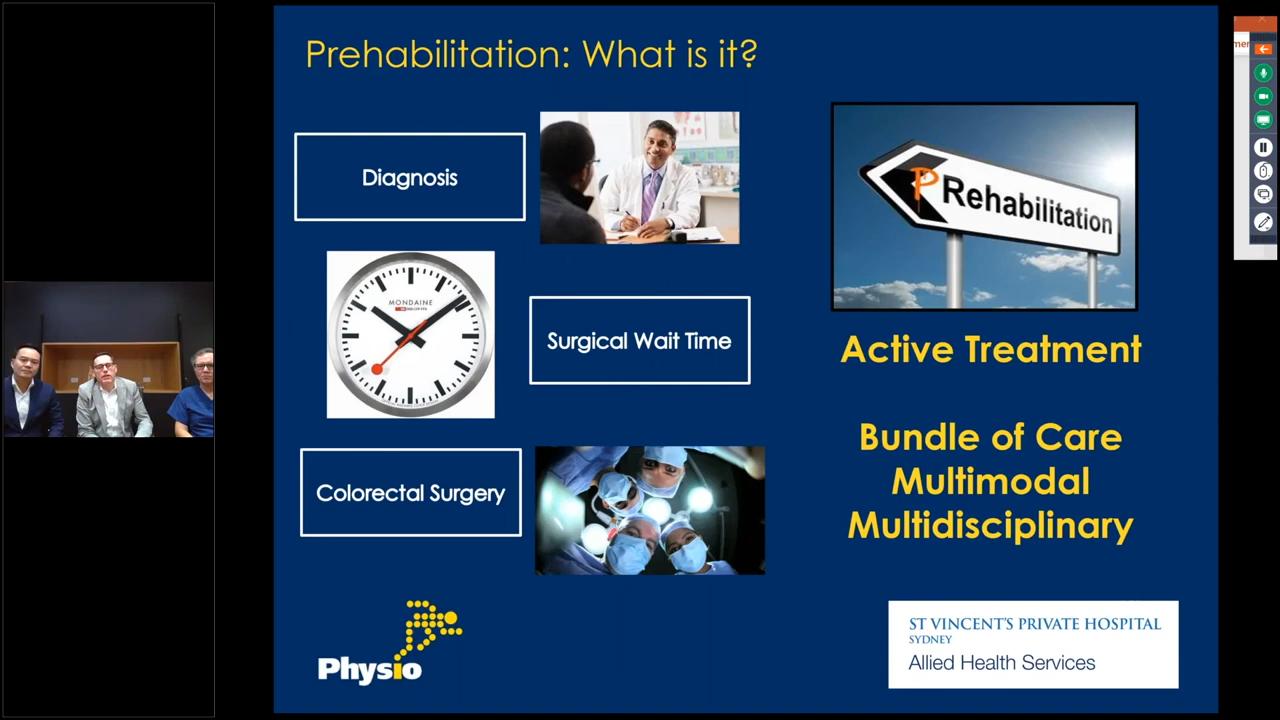 Prehabilitation: What is it?
Diagnosis
MONDAINE
Surgical Wait Time
Colorectal Surgery
PRehabilitation
Active Treatment
Bundle of Care
Multimodal
Multidisciplinary
Physio
ST VINCENT'S PRIVATE HOSPITAL
SYDNEY
Allied Health Services